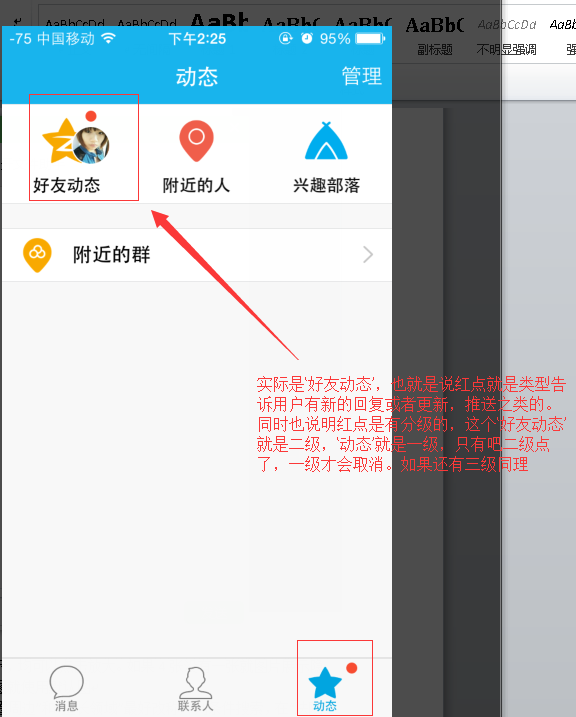 AaBbCcDd AaBbCcDd AaBb AaBbC AaBbC AaBbC AaBbCcDd AaBbC
副标题 不明显强调 强
-75 中国移动 下午2:25 95%
动态 管理
好友动态 附近的人 兴趣部落
附近的群
实际是‘好友动态’，也就是说红点就是类型告
诉用户有新的回复或者更新，推送之类的。
同时也说明红点是有分级的，这个‘好友动态’
就是二级，‘动态’就是一级，只有吧二级点
了，一级才会取消。如果还有三级同理
消息 联系人 动态